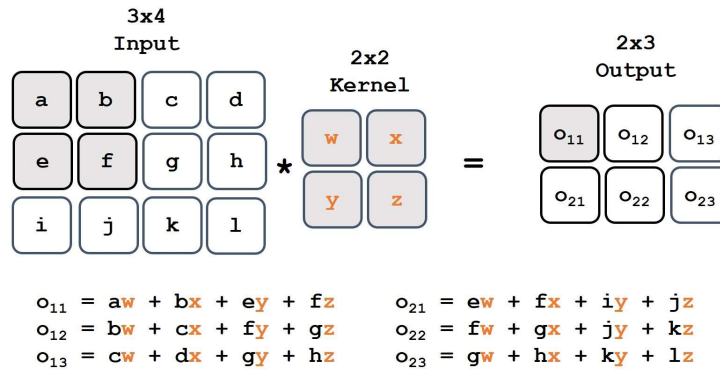 3x4
Input
2x2
Kernel
2x3
Output
a b c d
e f g h
i j k l
w x
y z
*
=
o₁₁ o₁₂ o₁₃
o₂₁ o₂₂ o₂₃
o₁₁ = aw + bx + ey + fz
o₁₂ = bw + cx + fy + gz
o₁₃ = cw + dx + gy + hz
o₂₁ = ew + fx + iy + jz
o₂₂ = fw + gx + jy + kz
o₂₃ = gw + hx + ky + lz